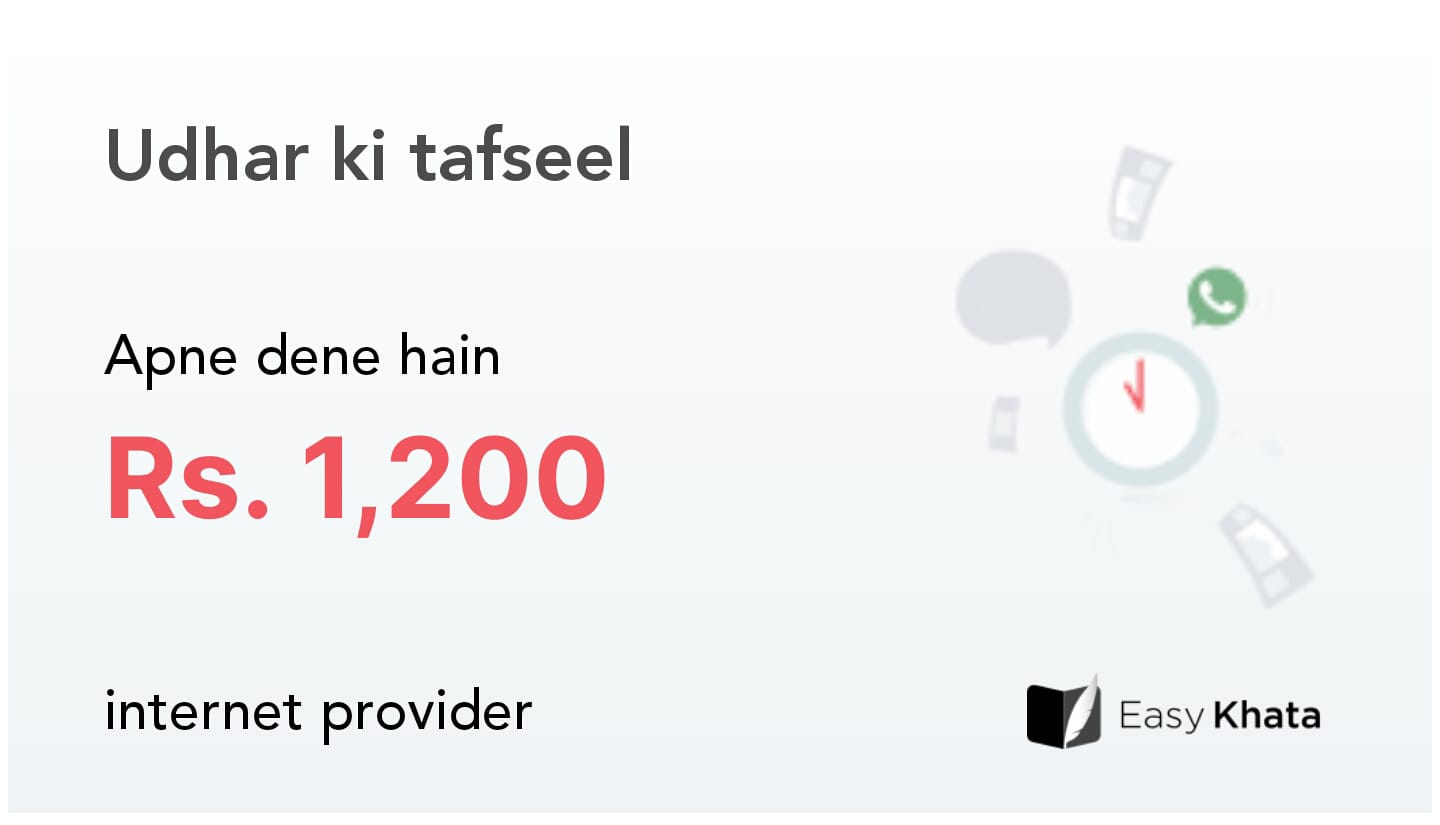 Udhar ki tafseel
Apne dene hain
Rs. 1,200
internet provider
Easy Khata